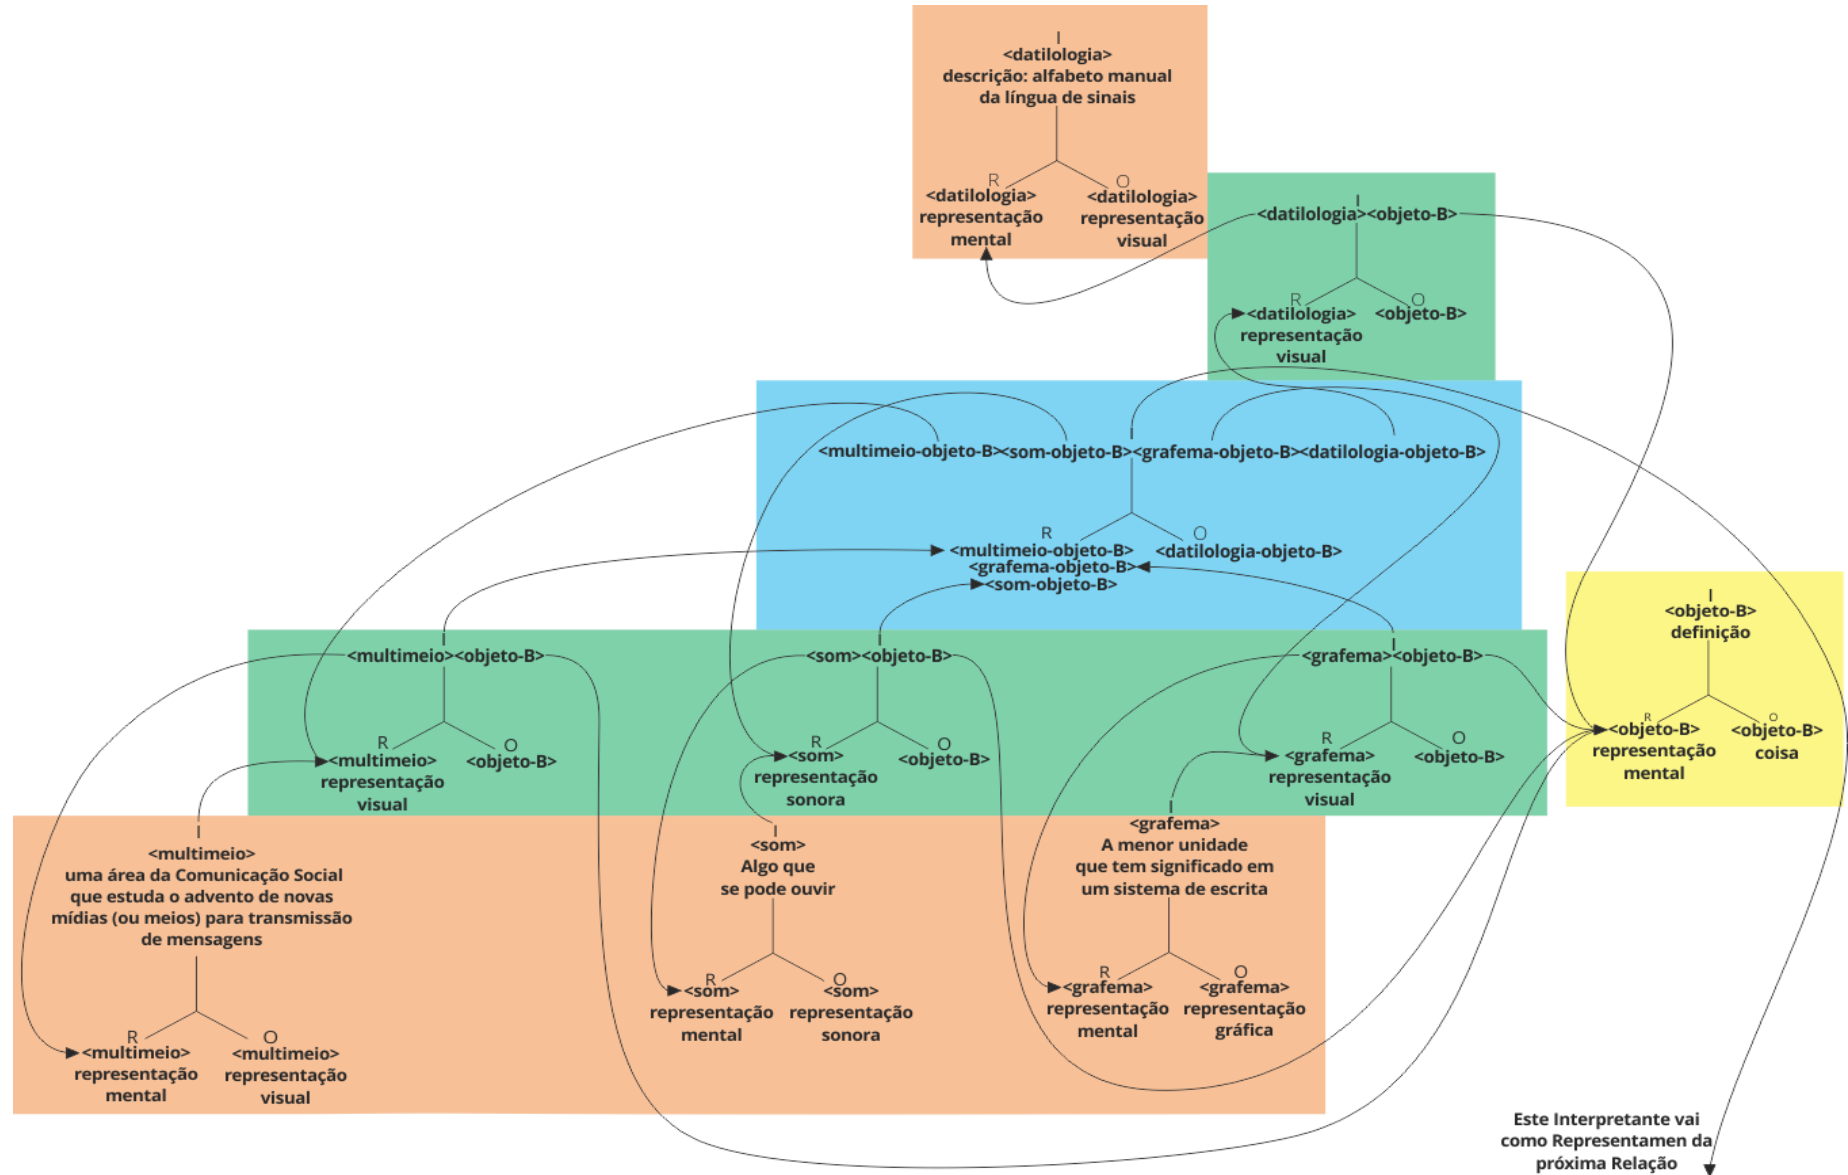 I
<datilologia>
descrição: alfabeto manual
da língua de sinais
R
O
<datilologia>
representação
mental
<datilologia>
representação
visual
I
<datilologia><objeto-B>
R
O
<datilologia>
representação
visual
<objeto-B>
I
<multimeio-objeto-B><som-objeto-B><grafema-objeto-B><datilologia-objeto-B>
R
O
<multimeio-objeto-B>
<grafema-objeto-B>
<som-objeto-B>
<datilologia-objeto-B>
I
<objeto-B>
definição
R
O
<objeto-B>
representação
mental
<objeto-B>
coisa
I
<multimeio><objeto-B>
R
O
<multimeio>
representação
visual
<objeto-B>
I
<som><objeto-B>
R
O
<som>
representação
sonora
<objeto-B>
I
<grafema><objeto-B>
R
O
<grafema>
representação
visual
<objeto-B>
I
<multimeio>
uma área da Comunicação Social
que estuda o advento de novas
mídias (ou meios) para transmissão
de mensagens
R
O
<multimeio>
representação
mental
<multimeio>
representação
visual
I
<som>
Algo que
se pode ouvir
R
O
<som>
representação
mental
<som>
representação
sonora
I
<grafema>
A menor unidade
que tem significado em
um sistema de escrita
R
O
<grafema>
representação
mental
<grafema>
representação
gráfica
Este Interpretante vai
como Representamen da
próxima Relação